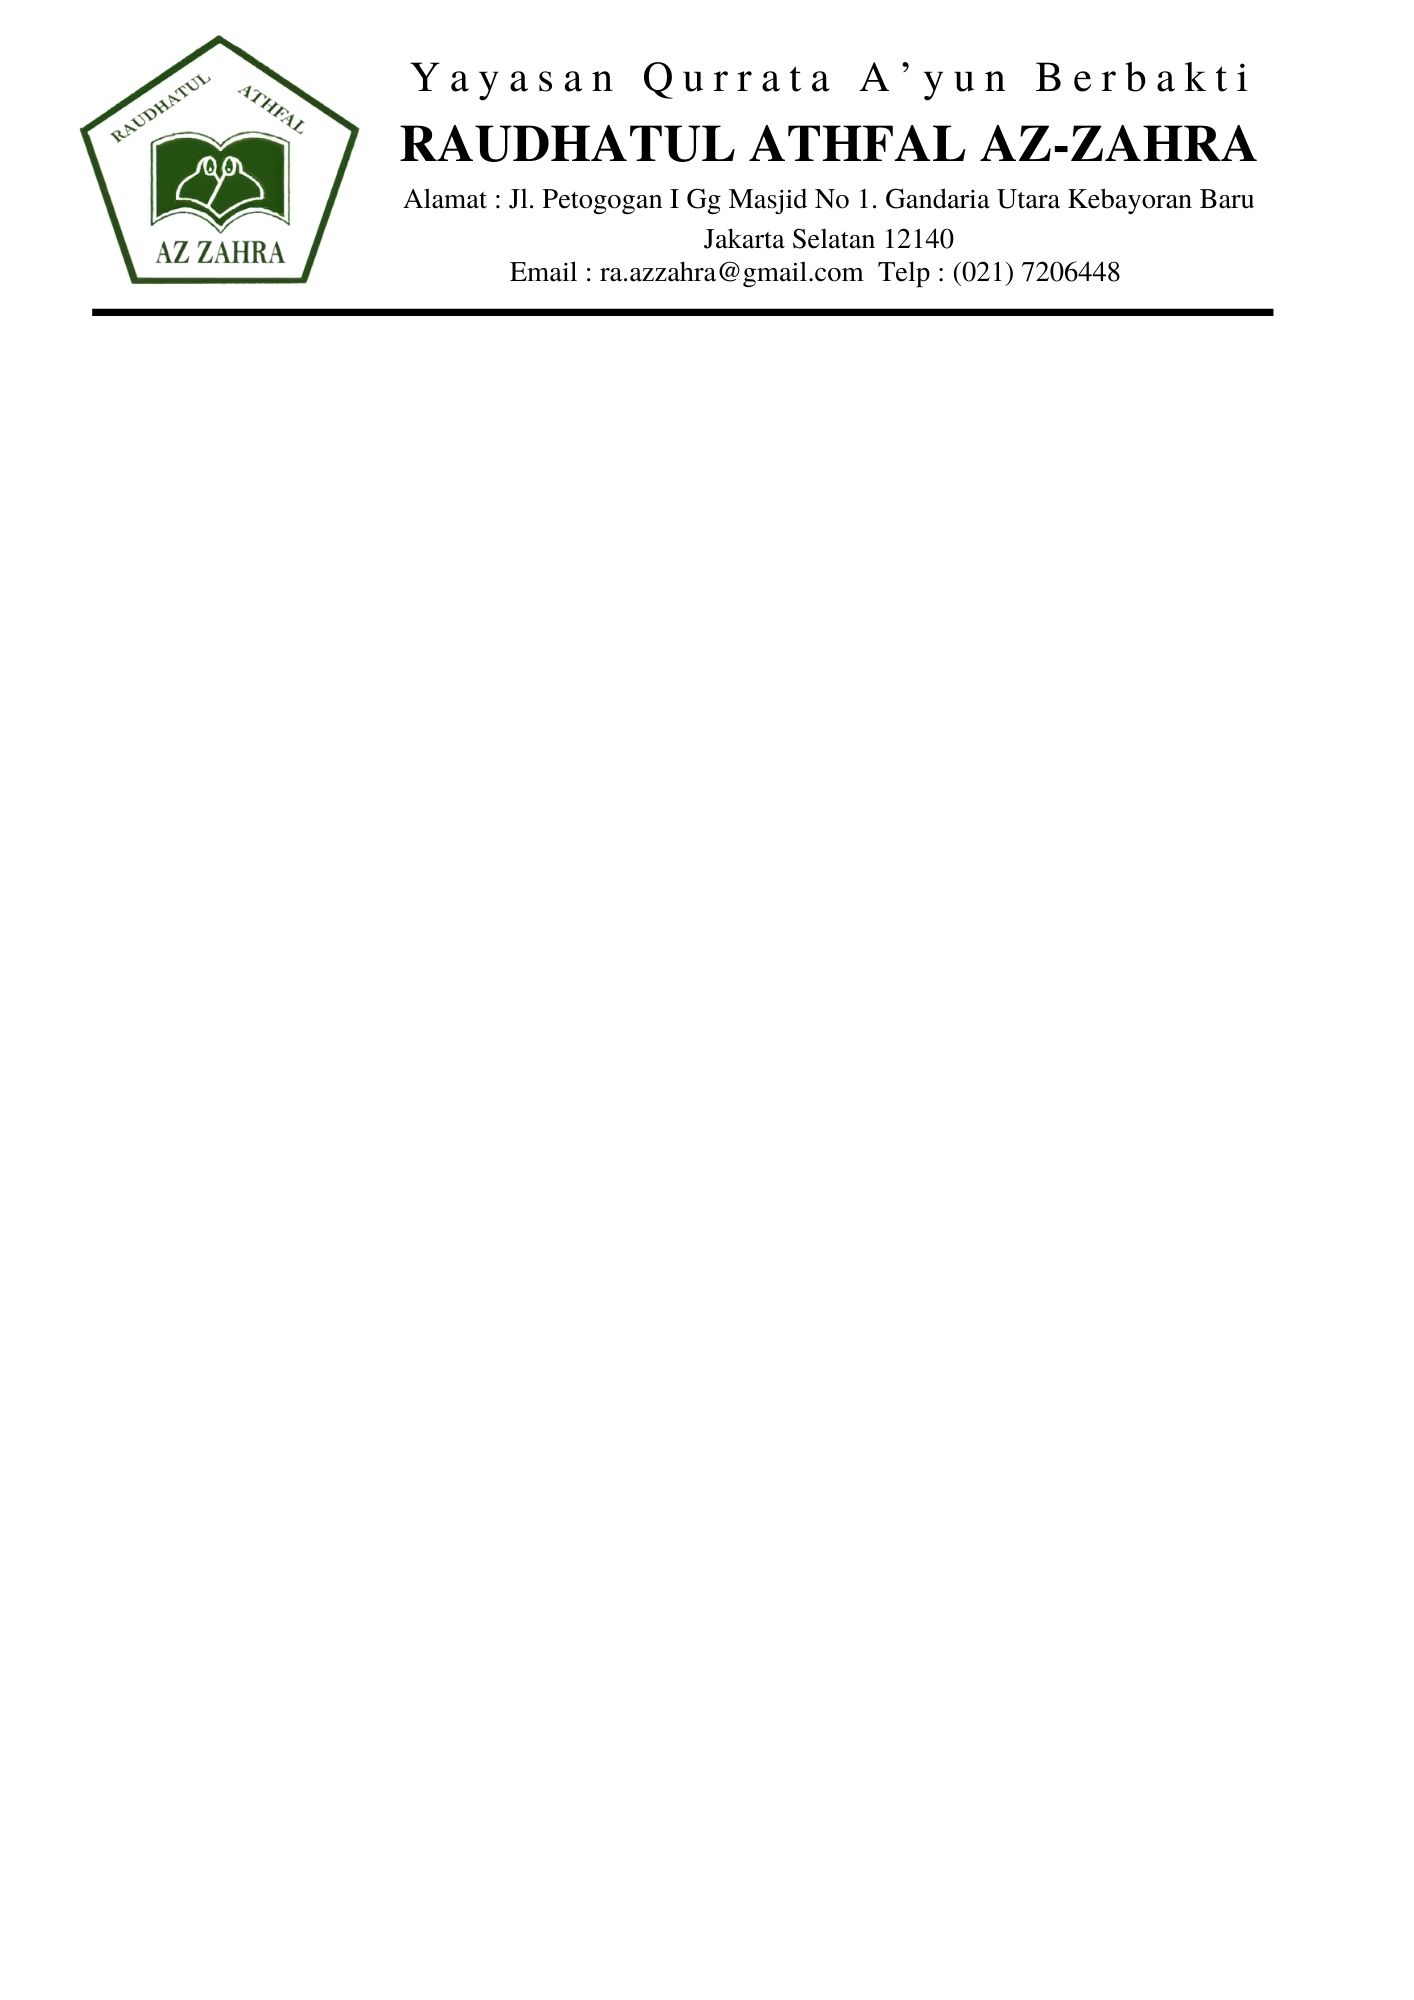 RAUDHATUL ATHFAL
AZ ZAHRA
Yayasan Qurrata A’yun Berbakti
RAUDHATUL ATHFAL AZ-ZAHRA
Alamat : Jl. Petogogan I Gg Masjid No 1. Gandaria Utara Kebayoran Baru
Jakarta Selatan 12140
Email : ra.azzahra@gmail.com  Telp : (021) 7206448